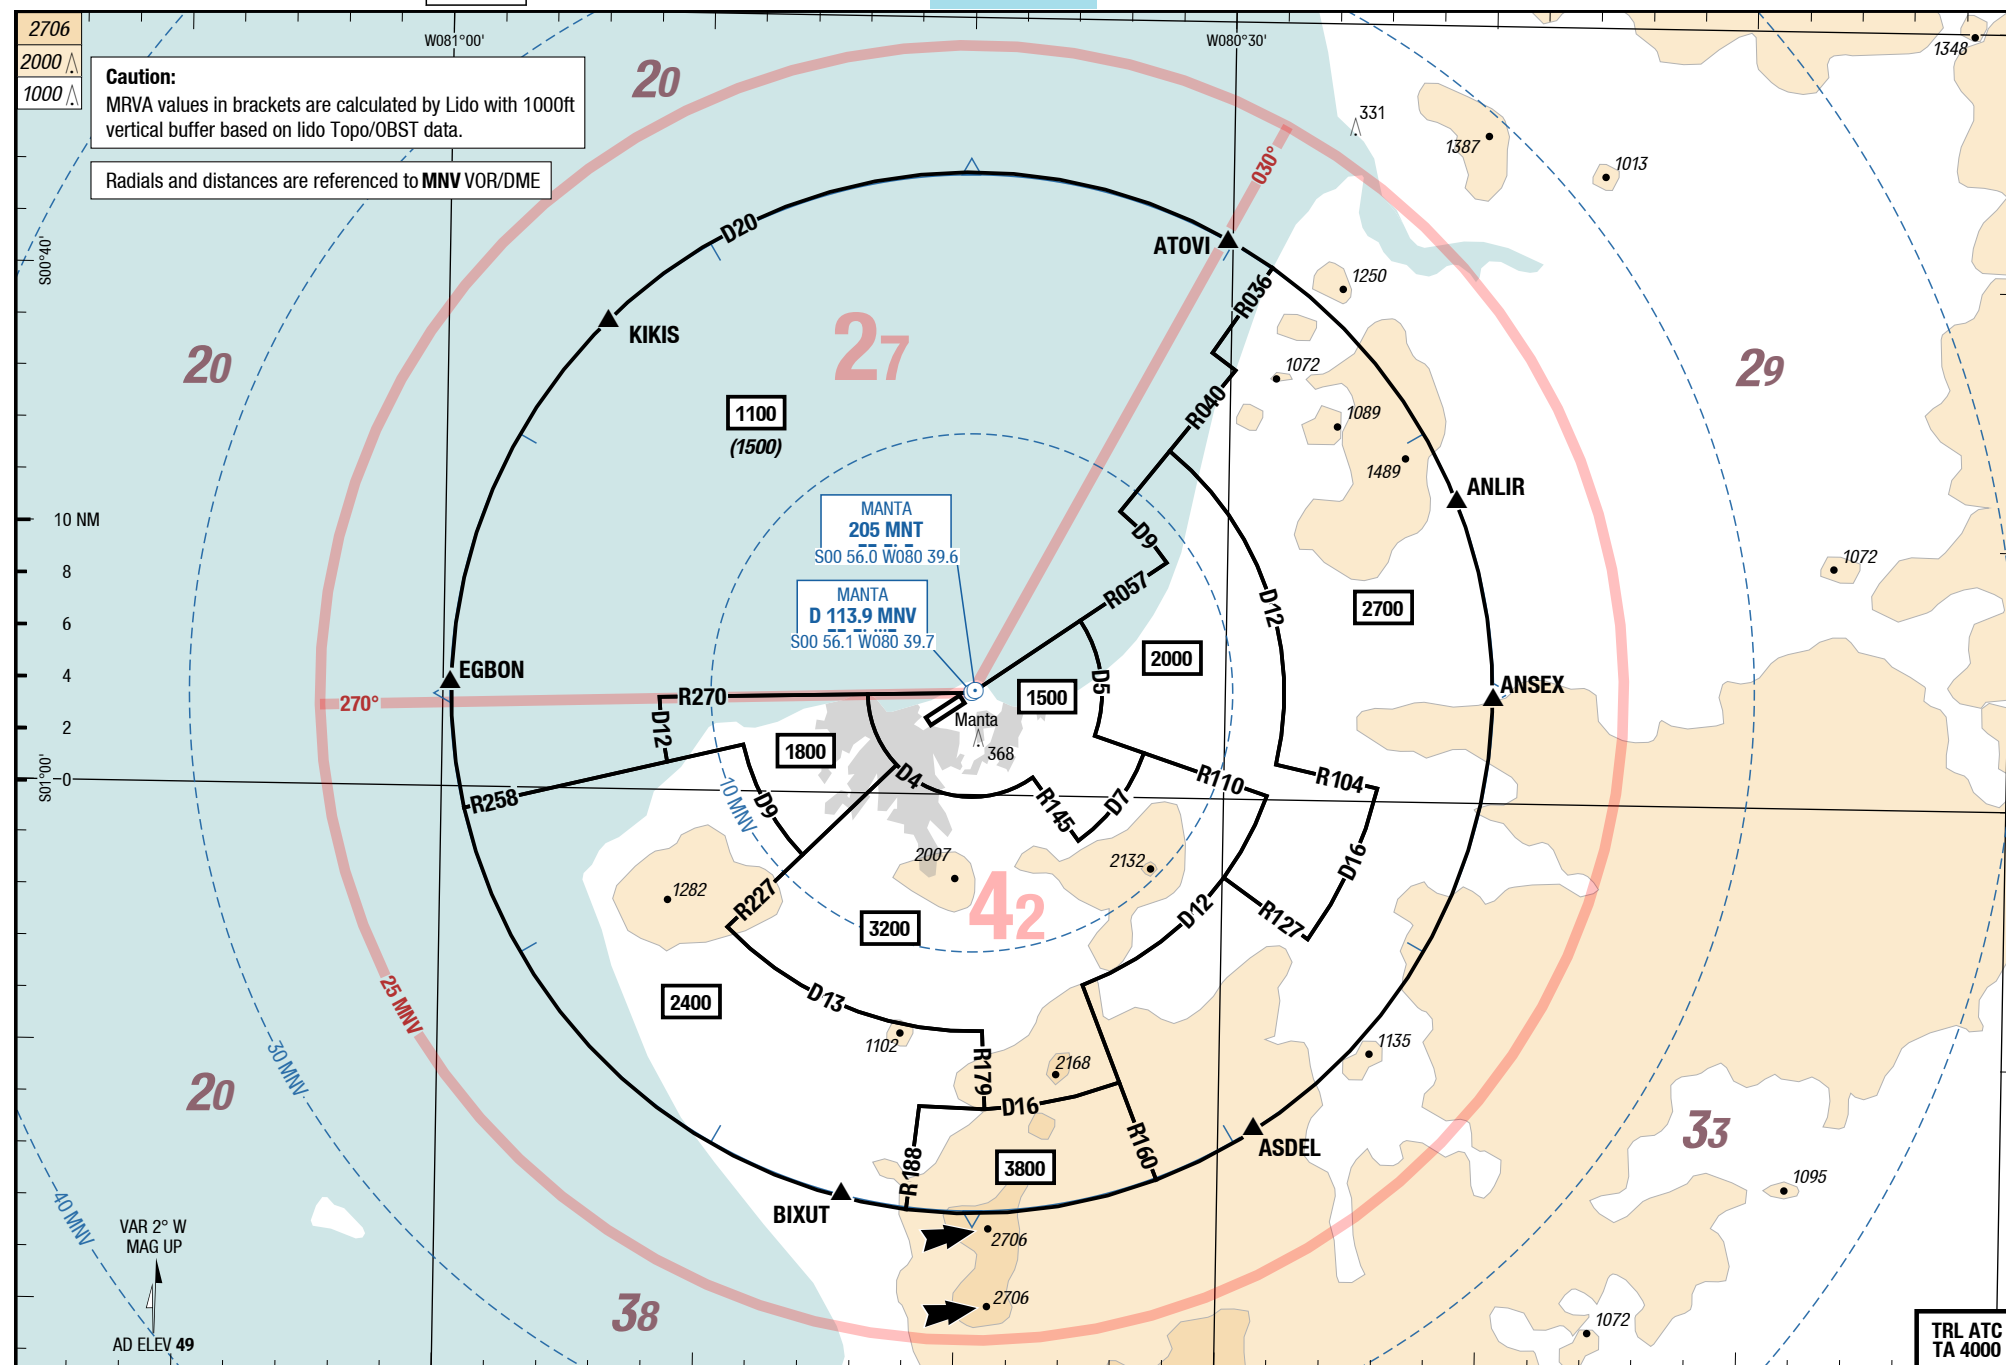 2706
2000
1000
Caution:
MRVA values in brackets are calculated by Lido with 1000ft
vertical buffer based on lido Topo/OBST data.
Radials and distances are referenced to MNV VOR/DME
W081°00'
W080°30'
20
1348
331
1387
1013
030°
S00°40'
D20
ATOVI
1250
R036
KIKIS
27
20
29
1072
R040
1089
1100
(1500)
1489
ANLIR
10 NM
MANTA
205 MNT
S00 56.0 W080 39.6
D9
8
1072
R057
D12
2700
MANTA
D 113.9 MNV
S00 56.1 W080 39.7
6
2000
4
EGBON
D5
ANSEX
270°
R270
1500
2
D12
Manta
368
1800
S01°00'
0
D4
R110
R104
R258
D9
10 MNV
R145
D7
D16
2007
2132
1282
R227
42
D12
R127
3200
25 MNV
D13
2400
1102
1135
30 MNV
R179
2168
20
D16
33
R160
ASDEL
R188
3800
1095
40 MNV
BIXUT
VAR 2° W
MAG UP
2706
2706
38
1072
AD ELEV 49
TRL ATC
TA 4000